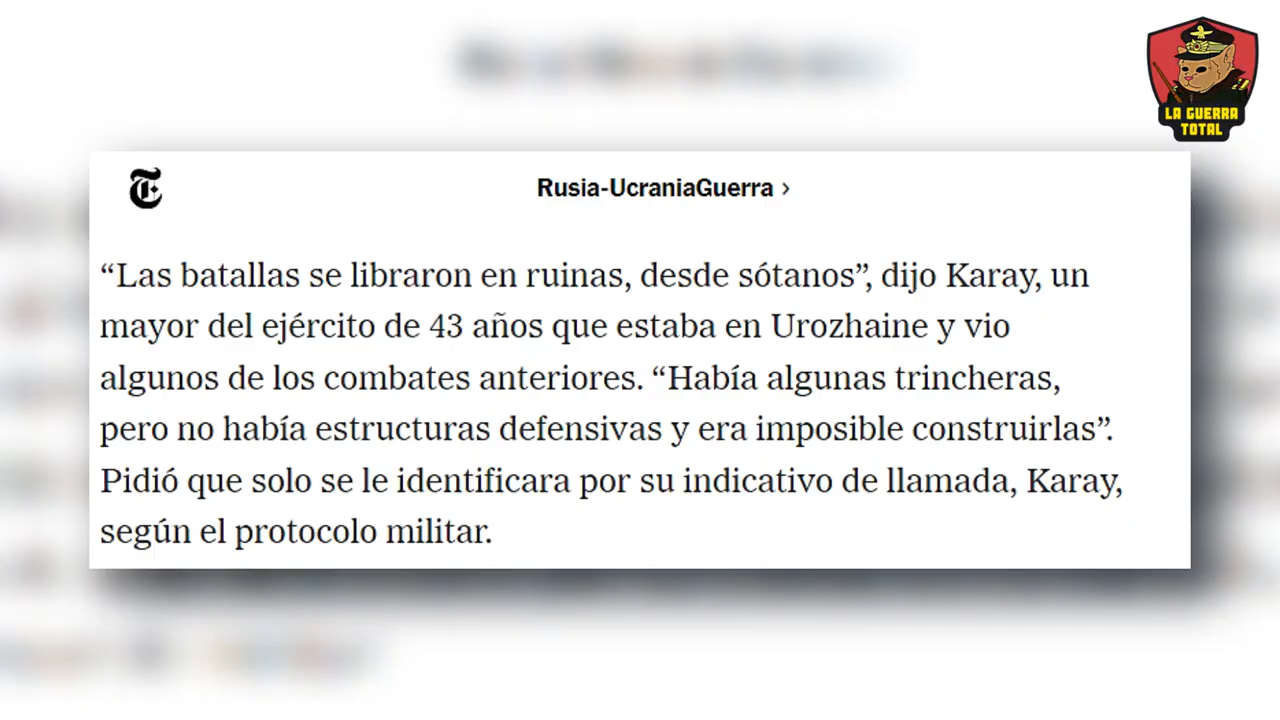 LA GUERRA
TOTAL
T
Rusia-UcraniaGuerra ›
“Las batallas se libraron en ruinas, desde sótanos”, dijo Karay, un
mayor del ejército de 43 años que estaba en Urozhaine y vio
algunos de los combates anteriores. “Había algunas trincheras,
pero no había estructuras defensivas y era imposible construirlas”.
Pidió que solo se le identificara por su indicativo de llamada, Karay,
según el protocolo militar.